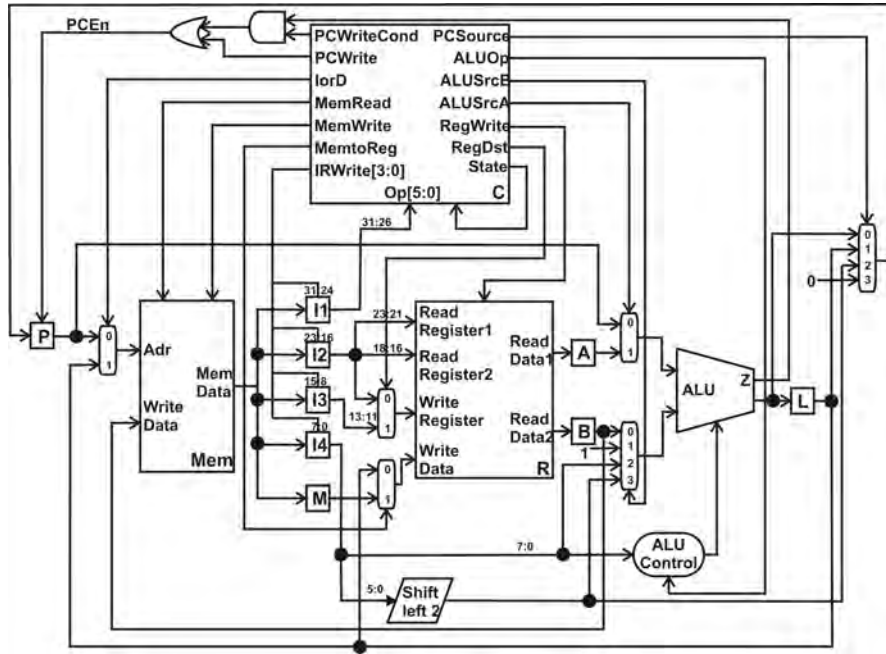 PCEn
PCWriteCond PCSource
PCWrite ALUOp
IorD ALUSrcB
MemRead ALUSrcA
MemWrite RegWrite
MemtoReg RegDst
IRWrite[3:0] State
Op[5:0] C
31:26
0
1
2
3
0
31:24
I1
P
0
1
Adr
Mem
Data
Write
Data
Mem
23:16
I2
15:8
I3
7:0
I4
M
23:21
18:16
13:11
0
1
0
1
Read
Register1
Read
Register2
Write
Register
Write
Data
Read
Data1
Read
Data2
R
A
B
0
1
0
1
2
3
1
ALU
Z
L
7:0
ALU
Control
5:0
Shift
left 2